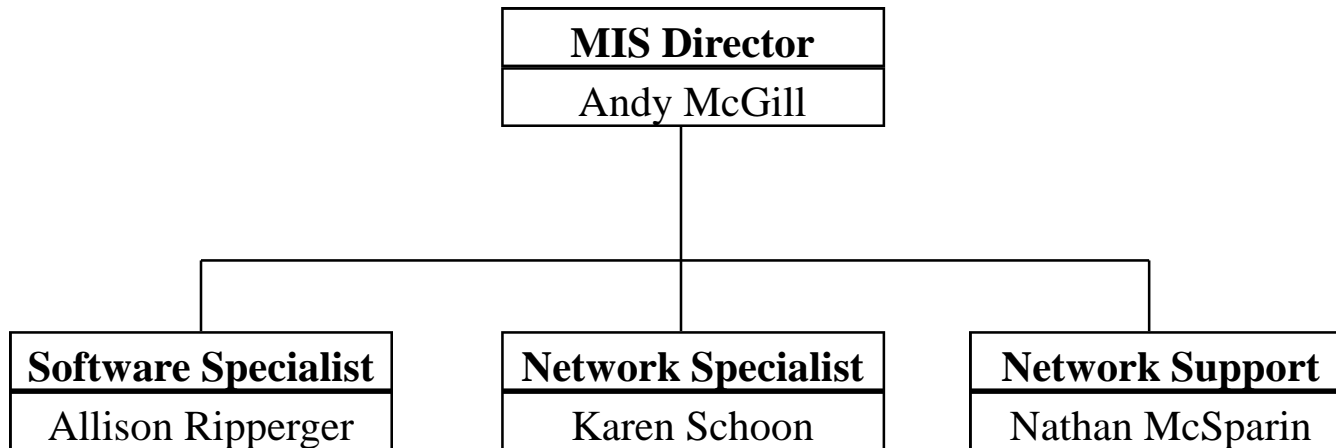 MIS Director
Andy McGill
Software Specialist
Allison Ripperger
Network Specialist
Karen Schoon
Network Support
Nathan McSparin